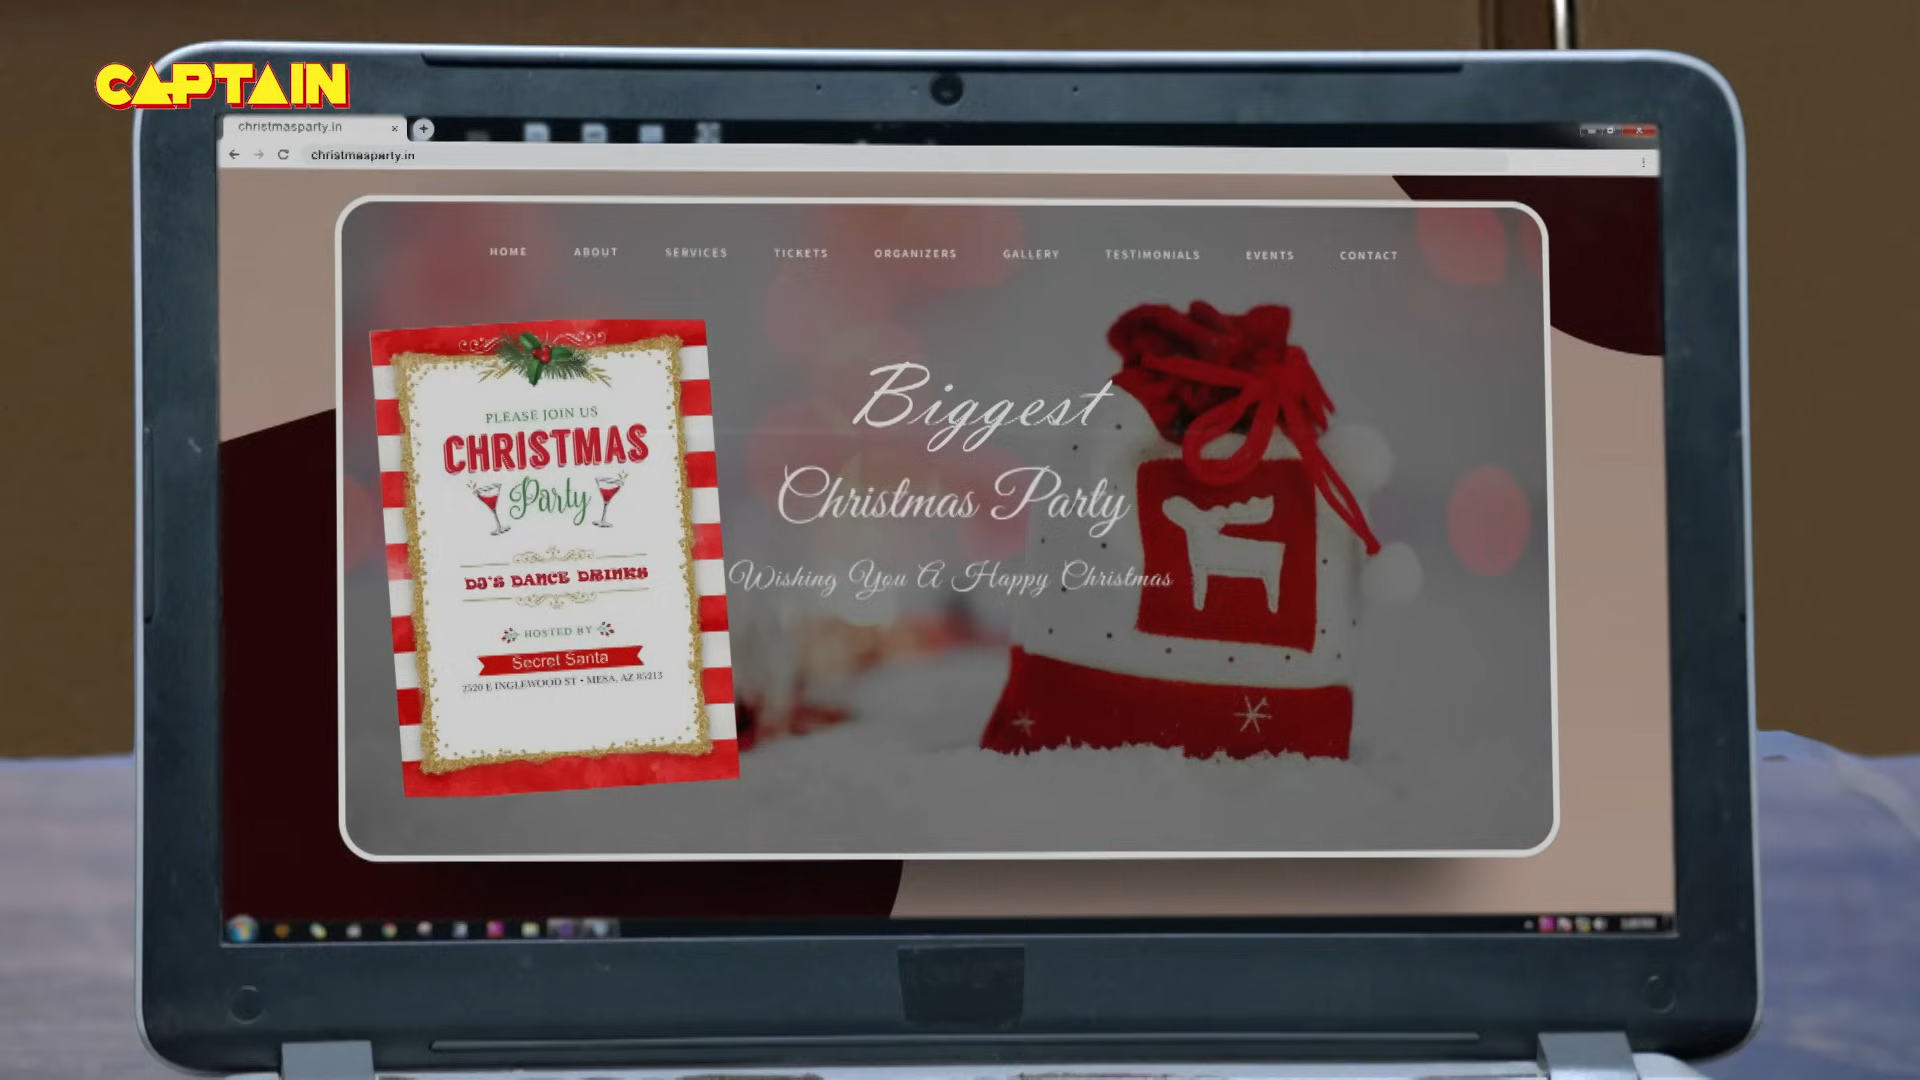 CAPTAIN
christmasparty.in
christmasparty.in
HOME ABOUT SERVICES TICKETS ORGANIZERS GALLERY TESTIMONIALS EVENTS CONTACT
PLEASE JOIN US
CHRISTMAS
Party
DJ'S DANCE DRINKS
HOSTED BY
Secret Santa
2520 E INGLEWOOD ST • MESA, AZ 85213
Biggest
Christmas Party
Wishing You A Happy Christmas